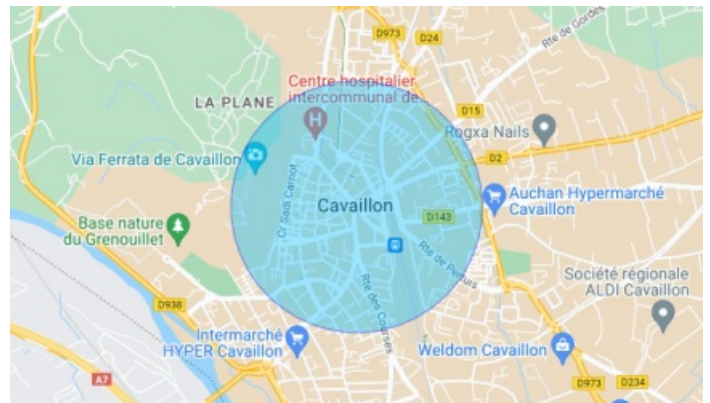 D973
D24
Rte de Gordes
Centre hospitalier
intercommunal de...
LA PLANE
D15
H
Rogxa Nails
Via Ferrata de Cavaillon
D2
Cr Sadi Carnot
Cavaillon
Auchan Hypermarché
Cavaillon
D143
Base nature
du Grenouillet
Rte de Pertuis
Société régionale
ALDI Cavaillon
Rte des Courses
D938
Intermarché
HYPER Cavaillon
Weldom Cavaillon
A7
D973
D234